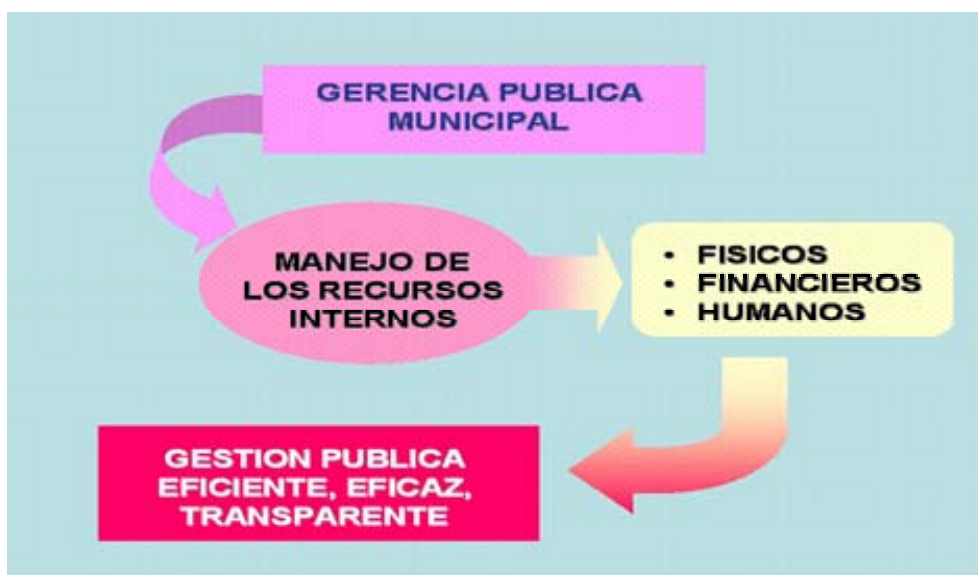 GERENCIA PUBLICA
MUNICIPAL
MANEJO DE
LOS RECURSOS
INTERNOS
• FISICOS
• FINANCIEROS
• HUMANOS
GESTION PUBLICA
EFICIENTE, EFICAZ,
TRANSPARENTE